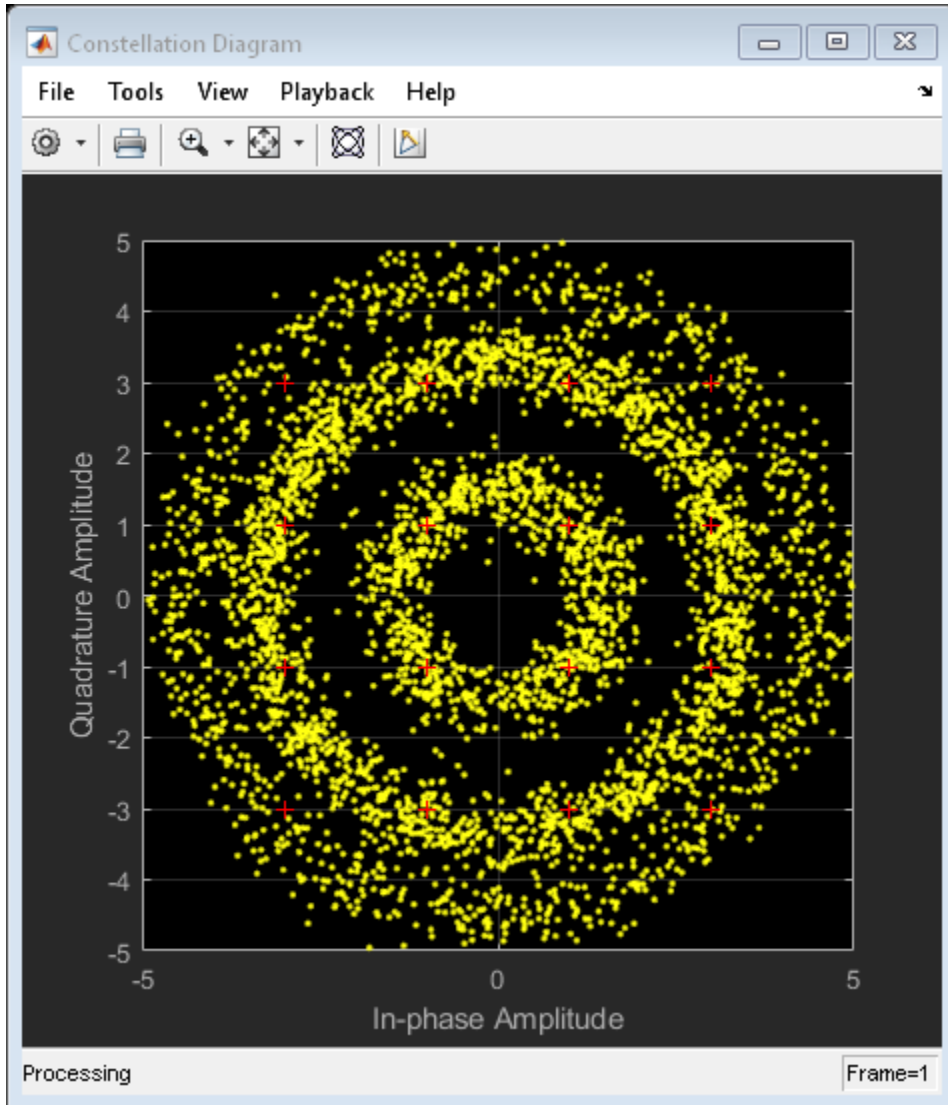 Constellation Diagram
File Tools View Playback Help
5
4
3
2
1
0
-1
-2
-3
-4
-5
Quadrature Amplitude
-5 0 5
In-phase Amplitude
Processing Frame=1